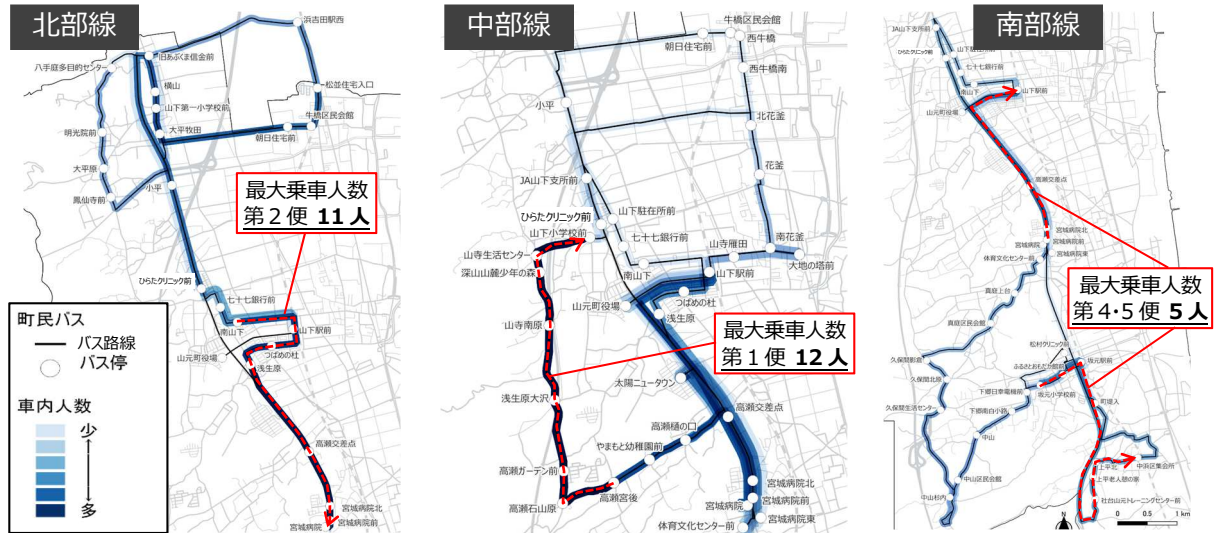 北部線
浜吉田駅西
旧あぶくま信金前
八手庭多目的センター
横山
松並住宅入口
山下第一小学校前
牛橋区民会館
明光院前
大平牧田
朝日住宅前
大平原
小平
鳳仙寺前
最大乗車人数
第2便 11人
ひらたクリニック前
七十七銀行前
南山下
山下駅前
山元町役場
つばめの杜
浅生原
高瀬交差点
宮城病院北
宮城病院
宮城病院前
町民バス
バス路線
バス停
車内人数
少
多
中部線
牛橋区民会館
朝日住宅前
西牛橋
西牛橋南
小平
北花釜
花釜
JA山下支所前
山下駐在所前
ひらたクリニック前
山下小学校前
七十七銀行前
南花釜
山寺雁田
山寺生活センター
深山山麓少年の森
南山下
山下駅前
大地の塔前
つばめの杜
山元町役場
浅生原
山寺南原
最大乗車人数
第1便 12人
太陽ニュータウン
浅生原大沢
高瀬交差点
高瀬樋の口
やまもと幼稚園前
高瀬ガーデン前
高瀬宮後
宮城病院北
高瀬石山原
宮城病院
宮城病院前
宮城病院東
体育文化センター前
南部線
JA山下支所前
山下駐在所前
ひらたクリニック前
七十七銀行前
南山下
山下駅前
山元町役場
高瀬交差点
宮城病院北
宮城病院
宮城病院前
宮城病院東
体育文化センター前
真庭上台
最大乗車人数
第4・5便 5人
真庭区民会館
松村クリニック前
久保間影倉
坂元駅前
ふるさとおもだか館前
久保間北原
下郷日幸電機前
坂元小学校前
町堤入
久保間生活センター
下郷南白小路
中山
上平北
中浜区集会所
上平老人憩の家
中山区民会館
中山杉内
社台山元トレーニングセンター前
0 0.5 1 km